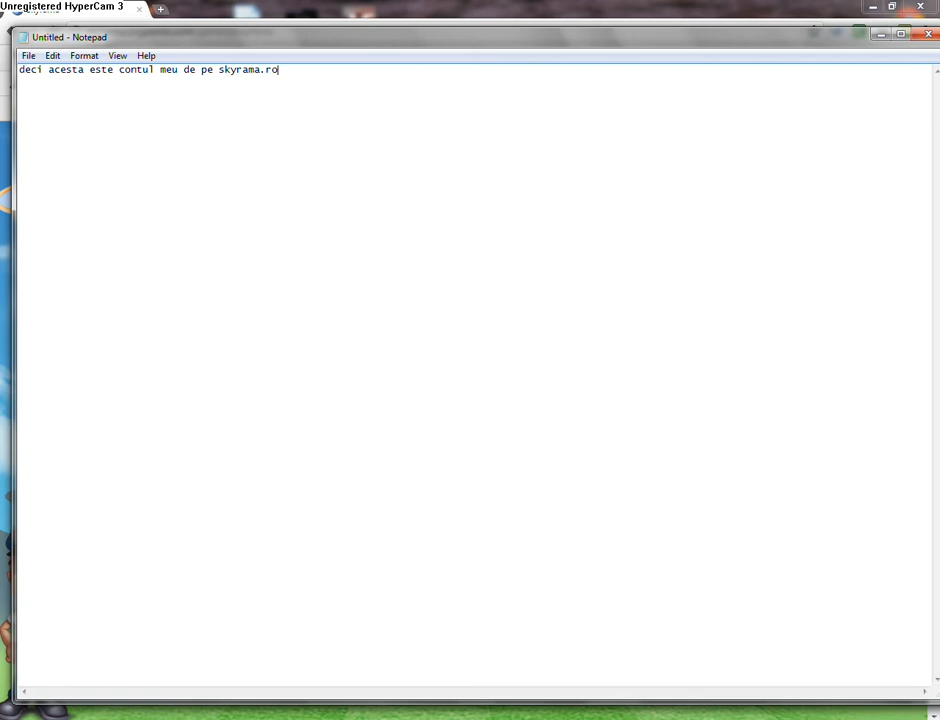 Unregistered HyperCam 3
Untitled - Notepad
File Edit Format View Help
deci acesta este contul meu de pe skyrama.ro